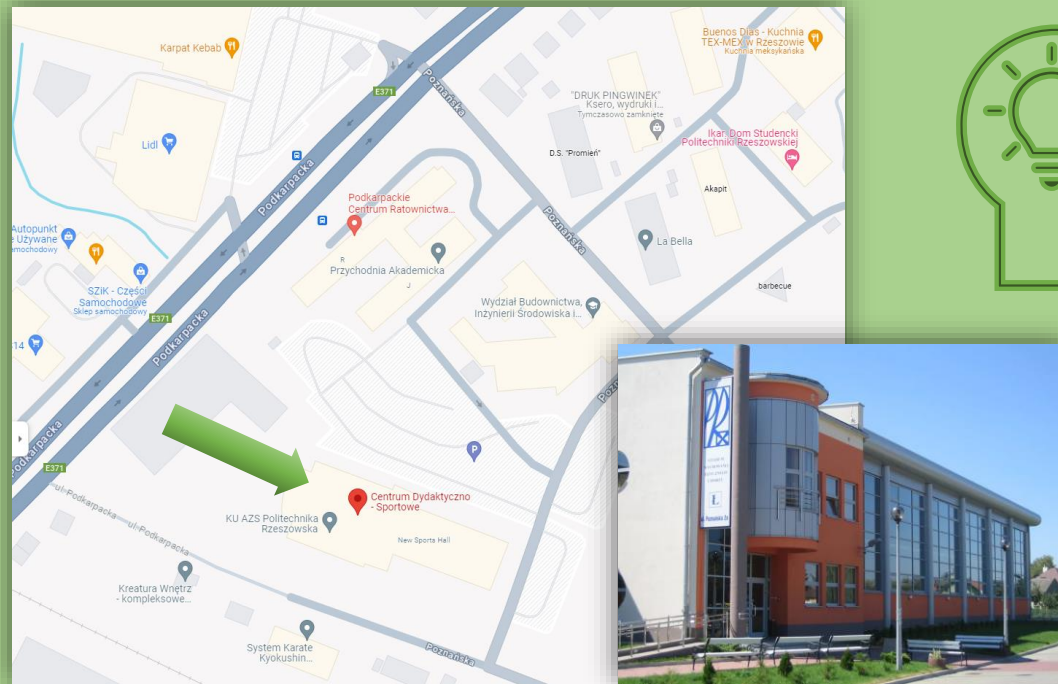 Karpat Kebab
Buenos Dias - Kuchnia
TEX-MEX w Rzeszowie
Kuchnia meksykańska
E371
Poznańska
"DRUK PINGWINEK"
Ksero, wydruki i...
Tymczasowo zamknięte
Ikar. Dom Studencki
Politechniki Rzeszowskiej
D.S. "Promień"
Lidl
Podkarpacka
Akapit
Podkarpackie
Centrum Ratownictwa...
Poznańska
Autopunkt
Używane
La Bella
R
Przychodnia Akademicka
J
barbecue
SZiK - Części
Samochodowe
Sklep samochodowy
Wydział Budownictwa,
Inżynierii Środowiska i...
E371
Podkarpacka
14
P
Podkarpacka
E371
ul. Podkarpacka
ul. Podkarpacka
Centrum Dydaktyczno
- Sportowe
KU AZS Politechnika
Rzeszowska
New Sports Hall
Kreatura Wnętrz
- kompleksowe...
System Karate
Kyokushin...
Poznańska
Ł